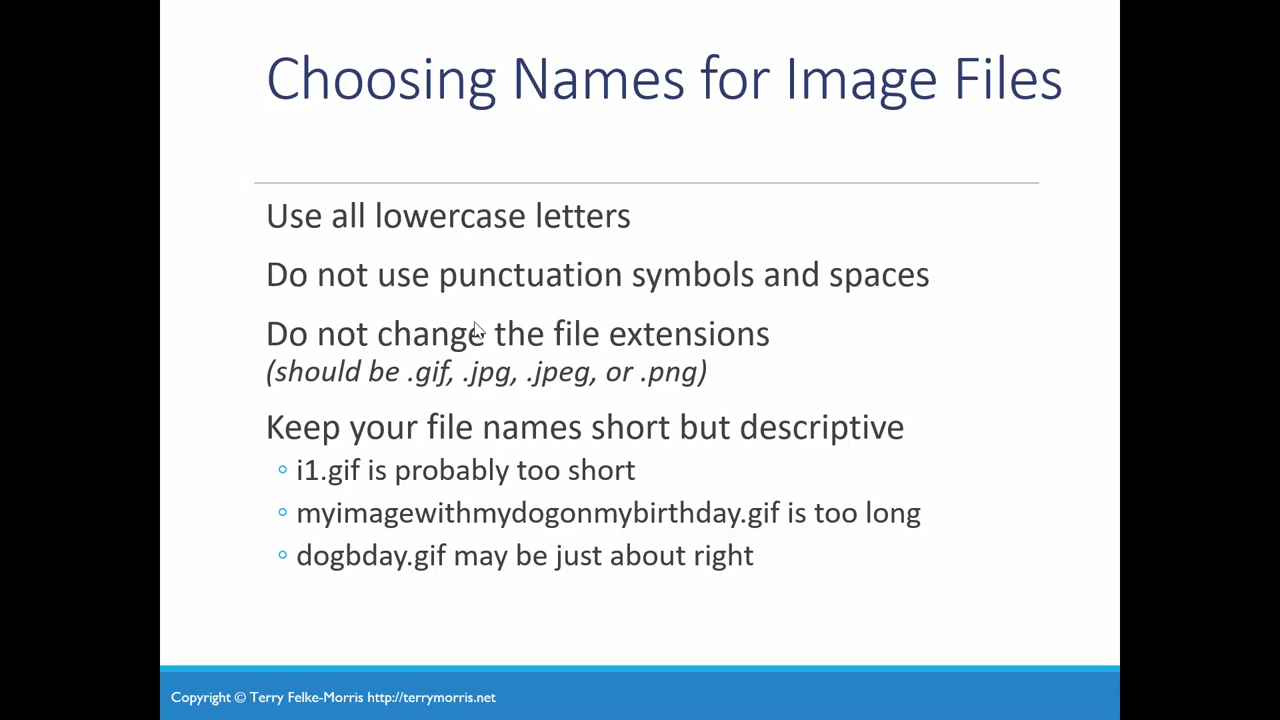 Choosing Names for Image Files
Use all lowercase letters
Do not use punctuation symbols and spaces
Do not change the file extensions
(should be .gif, .jpg, .jpeg, or .png)
Keep your file names short but descriptive
◦ i1.gif is probably too short
◦ myimagewithmydogonmybirthday.gif is too long
◦ dogbday.gif may be just about right
Copyright © Terry Felke-Morris http://terrymorris.net